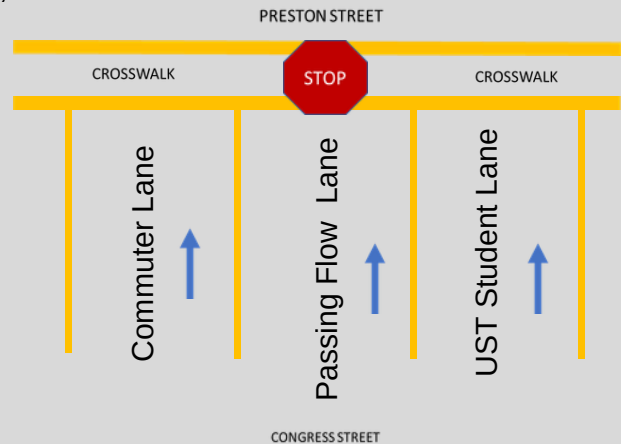 PRESTON STREET
CROSSWALK
STOP
CROSSWALK
Commuter Lane
Passing Flow Lane
UST Student Lane
CONGRESS STREET